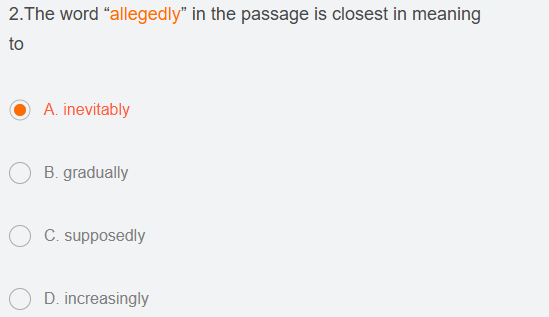 2.The word “allegedly” in the passage is closest in meaning
to
A. inevitably
B. gradually
C. supposedly
D. increasingly